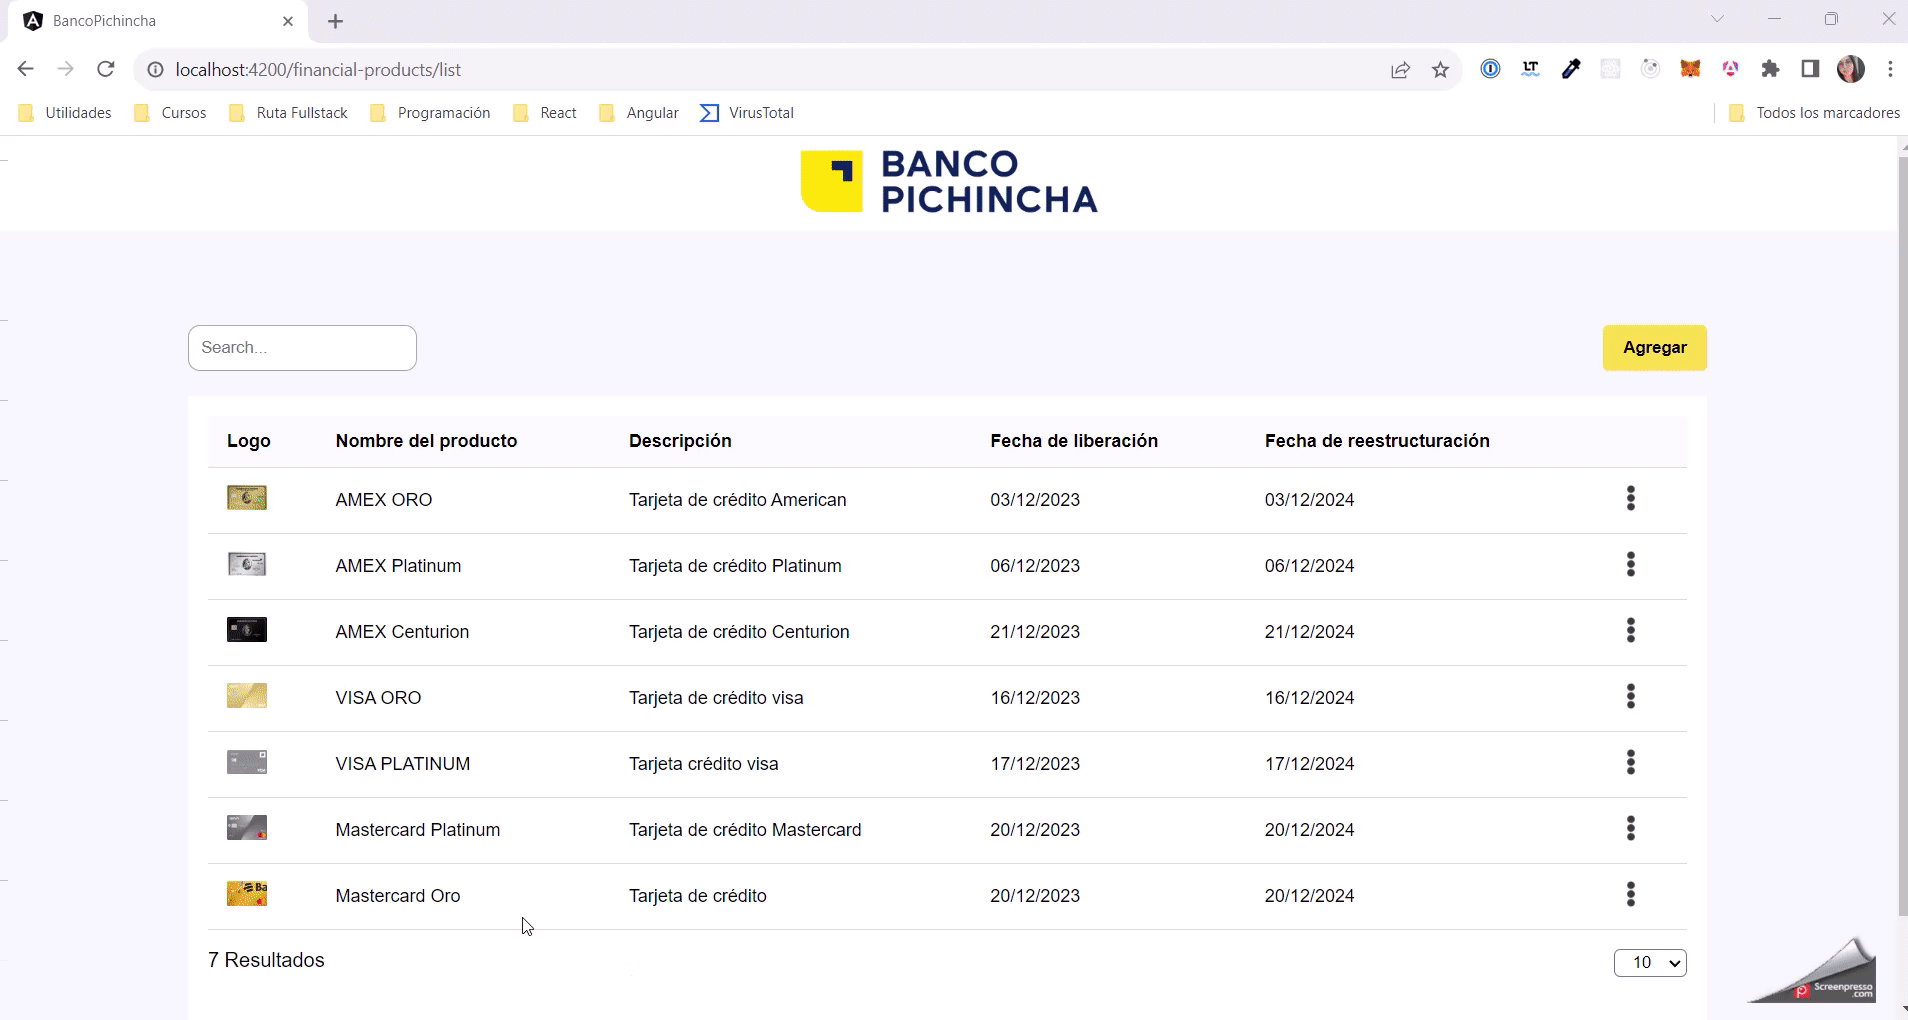 BancoPichincha
localhost:4200/financial-products/list
LT
Utilidades Cursos Ruta Fullstack Programación React Angular VirusTotal Todos los marcadores
BANCO
PICHINCHA
Search...
Agregar
Logo Nombre del producto Descripción Fecha de liberación Fecha de reestructuración
AMEX ORO Tarjeta de crédito American 03/12/2023 03/12/2024
AMEX Platinum Tarjeta de crédito Platinum 06/12/2023 06/12/2024
AMEX Centurion Tarjeta de crédito Centurion 21/12/2023 21/12/2024
VISA ORO Tarjeta de crédito visa 16/12/2023 16/12/2024
VISA PLATINUM Tarjeta crédito visa 17/12/2023 17/12/2024
Mastercard Platinum Tarjeta de crédito Mastercard 20/12/2023 20/12/2024
Ba
Mastercard Oro Tarjeta de crédito 20/12/2023 20/12/2024
7 Resultados
10
Screenpresso
.com